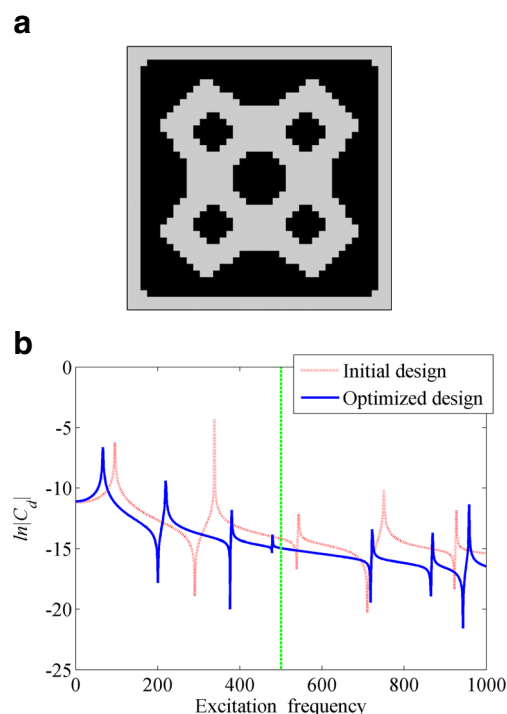 a
b
0
-5
-10
-15
-20
-25
ln|C_d|
Initial design
Optimized design
0 200 400 600 800 1000
Excitation frequency